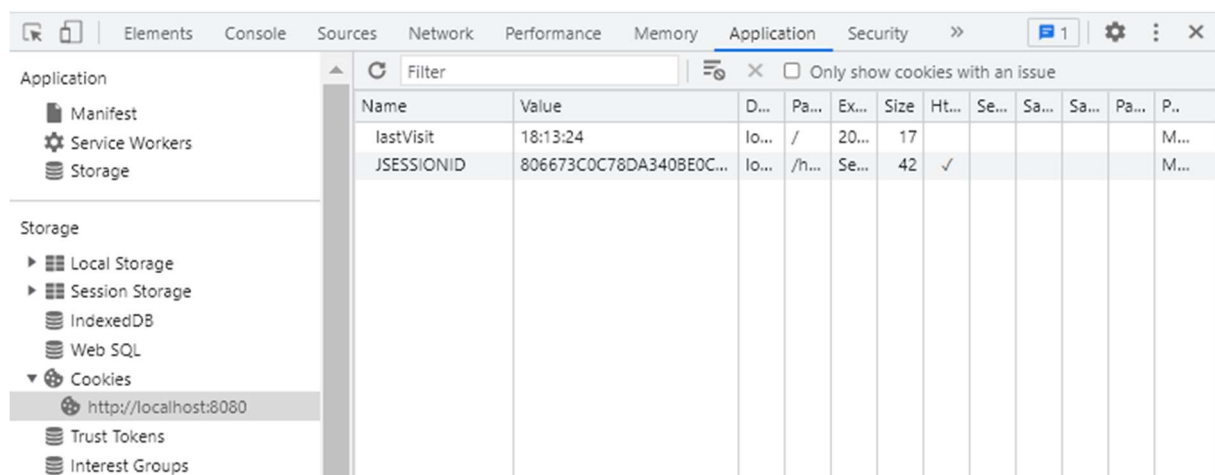 Elements Console Sources Network Performance Memory Application Security » 1
Application
Manifest
Service Workers
Storage
Storage
Local Storage
Session Storage
IndexedDB
Web SQL
Cookies
http://localhost:8080
Trust Tokens
Interest Groups
Filter Only show cookies with an issue
Name Value D... Pa... Ex... Size Ht... Se... Sa... Sa... Pa... P..
lastVisit 18:13:24 lo... / 20... 17 M...
JSESSIONID 806673C0C78DA340BE0C... lo... /h... Se... 42 ✓ M...